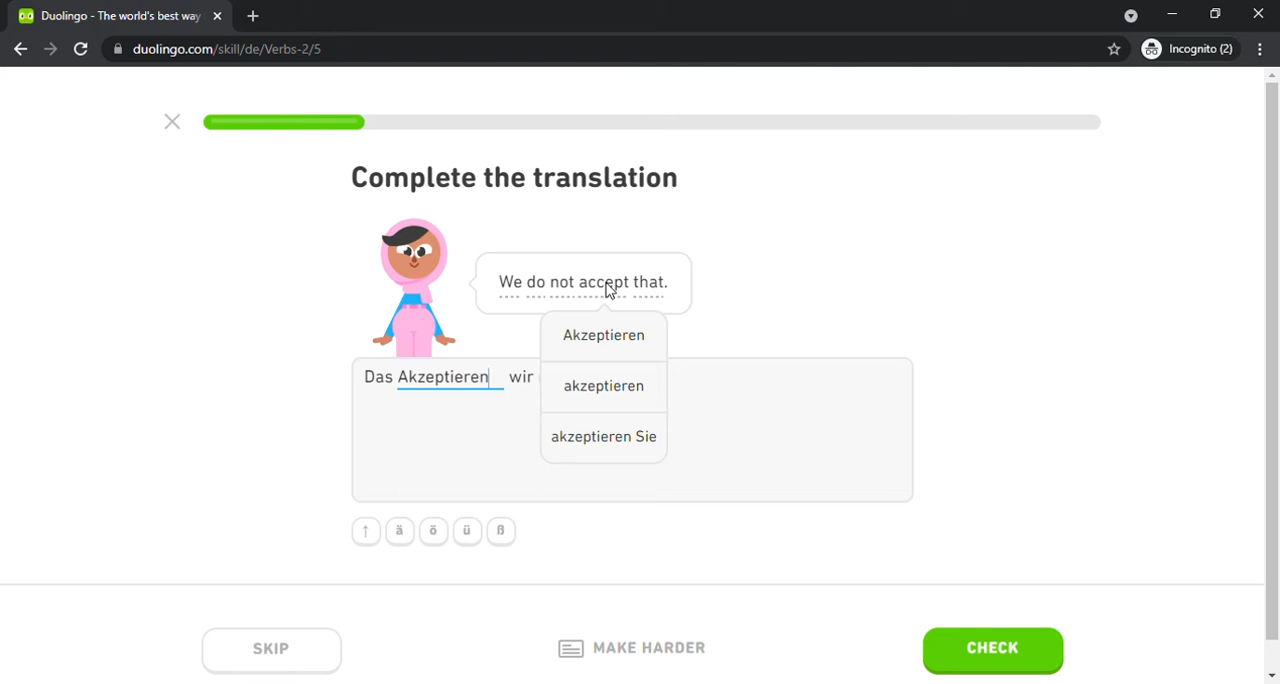 Duolingo - The world's best way
duolingo.com/skill/de/Verbs-2/5
Incognito (2)
Complete the translation
We do not accept that.
Akzeptieren
akzeptieren
akzeptieren Sie
Das Akzeptieren wir
↑ ä ö ü ß
SKIP
MAKE HARDER
CHECK